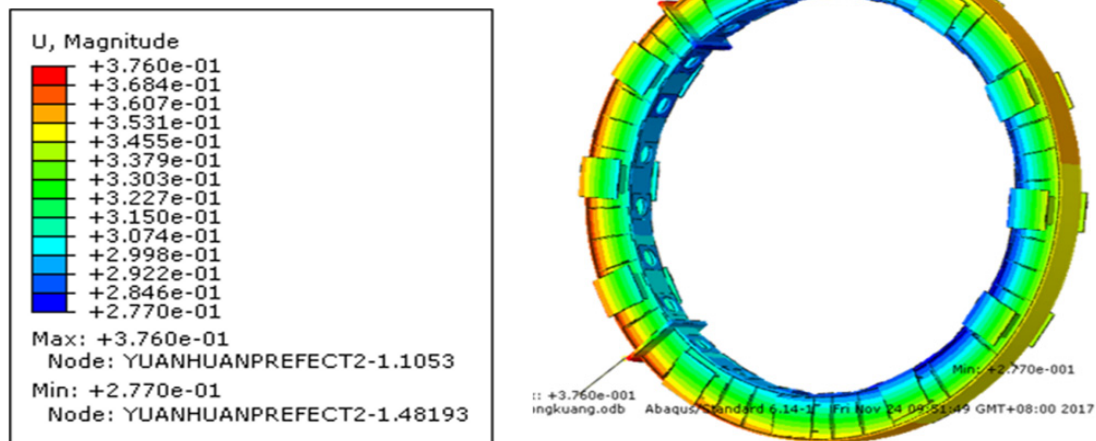 U, Magnitude
+3.760e-01
+3.684e-01
+3.607e-01
+3.531e-01
+3.455e-01
+3.379e-01
+3.303e-01
+3.227e-01
+3.150e-01
+3.074e-01
+2.998e-01
+2.922e-01
+2.846e-01
+2.770e-01
Max: +3.760e-01
Node: YUANHUANPREFECT2-1.1053
Min: +2.770e-01
Node: YUANHUANPREFECT2-1.48193
Min: +2.770e-001
: +3.760e-001
ingkuang.odb Abaqus/Standard 6.14-1 Fri Nov 24 09:51:49 GMT+08:00 2017